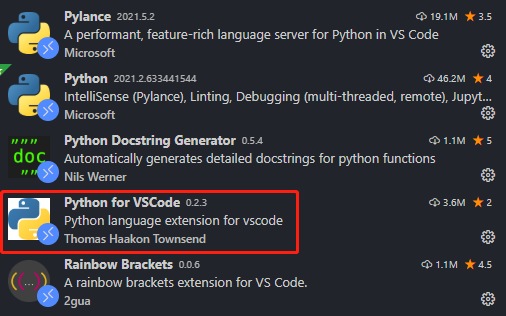 Pylance 2021.5.2 19.1M 3.5
A performant, feature-rich language server for Python in VS Code
Microsoft
Python 2021.2.633441544 46.2M 4
IntelliSense (Pylance), Linting, Debugging (multi-threaded, remote), Jupyt...
Microsoft
""" doc """
Python Docstring Generator 0.5.4 1.1M 5
Automatically generates detailed docstrings for python functions
Nils Werner
Python for VSCode 0.2.3 3.6M 2
Python language extension for vscode
Thomas Haakon Townsend
(...)
Rainbow Brackets 0.0.6 1.1M 4.5
A rainbow brackets extension for VS Code.
2gua